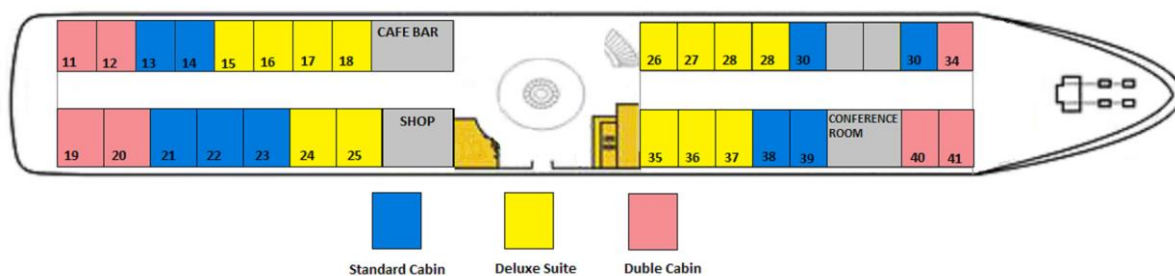 11 12 13 14 15 16 17 18 CAFE BAR
26 27 28 28 30 30 34
19 20 21 22 23 24 25 SHOP
35 36 37 38 39 CONFERENCE
ROOM
40 41
Standard Cabin
Deluxe Suite
Duble Cabin